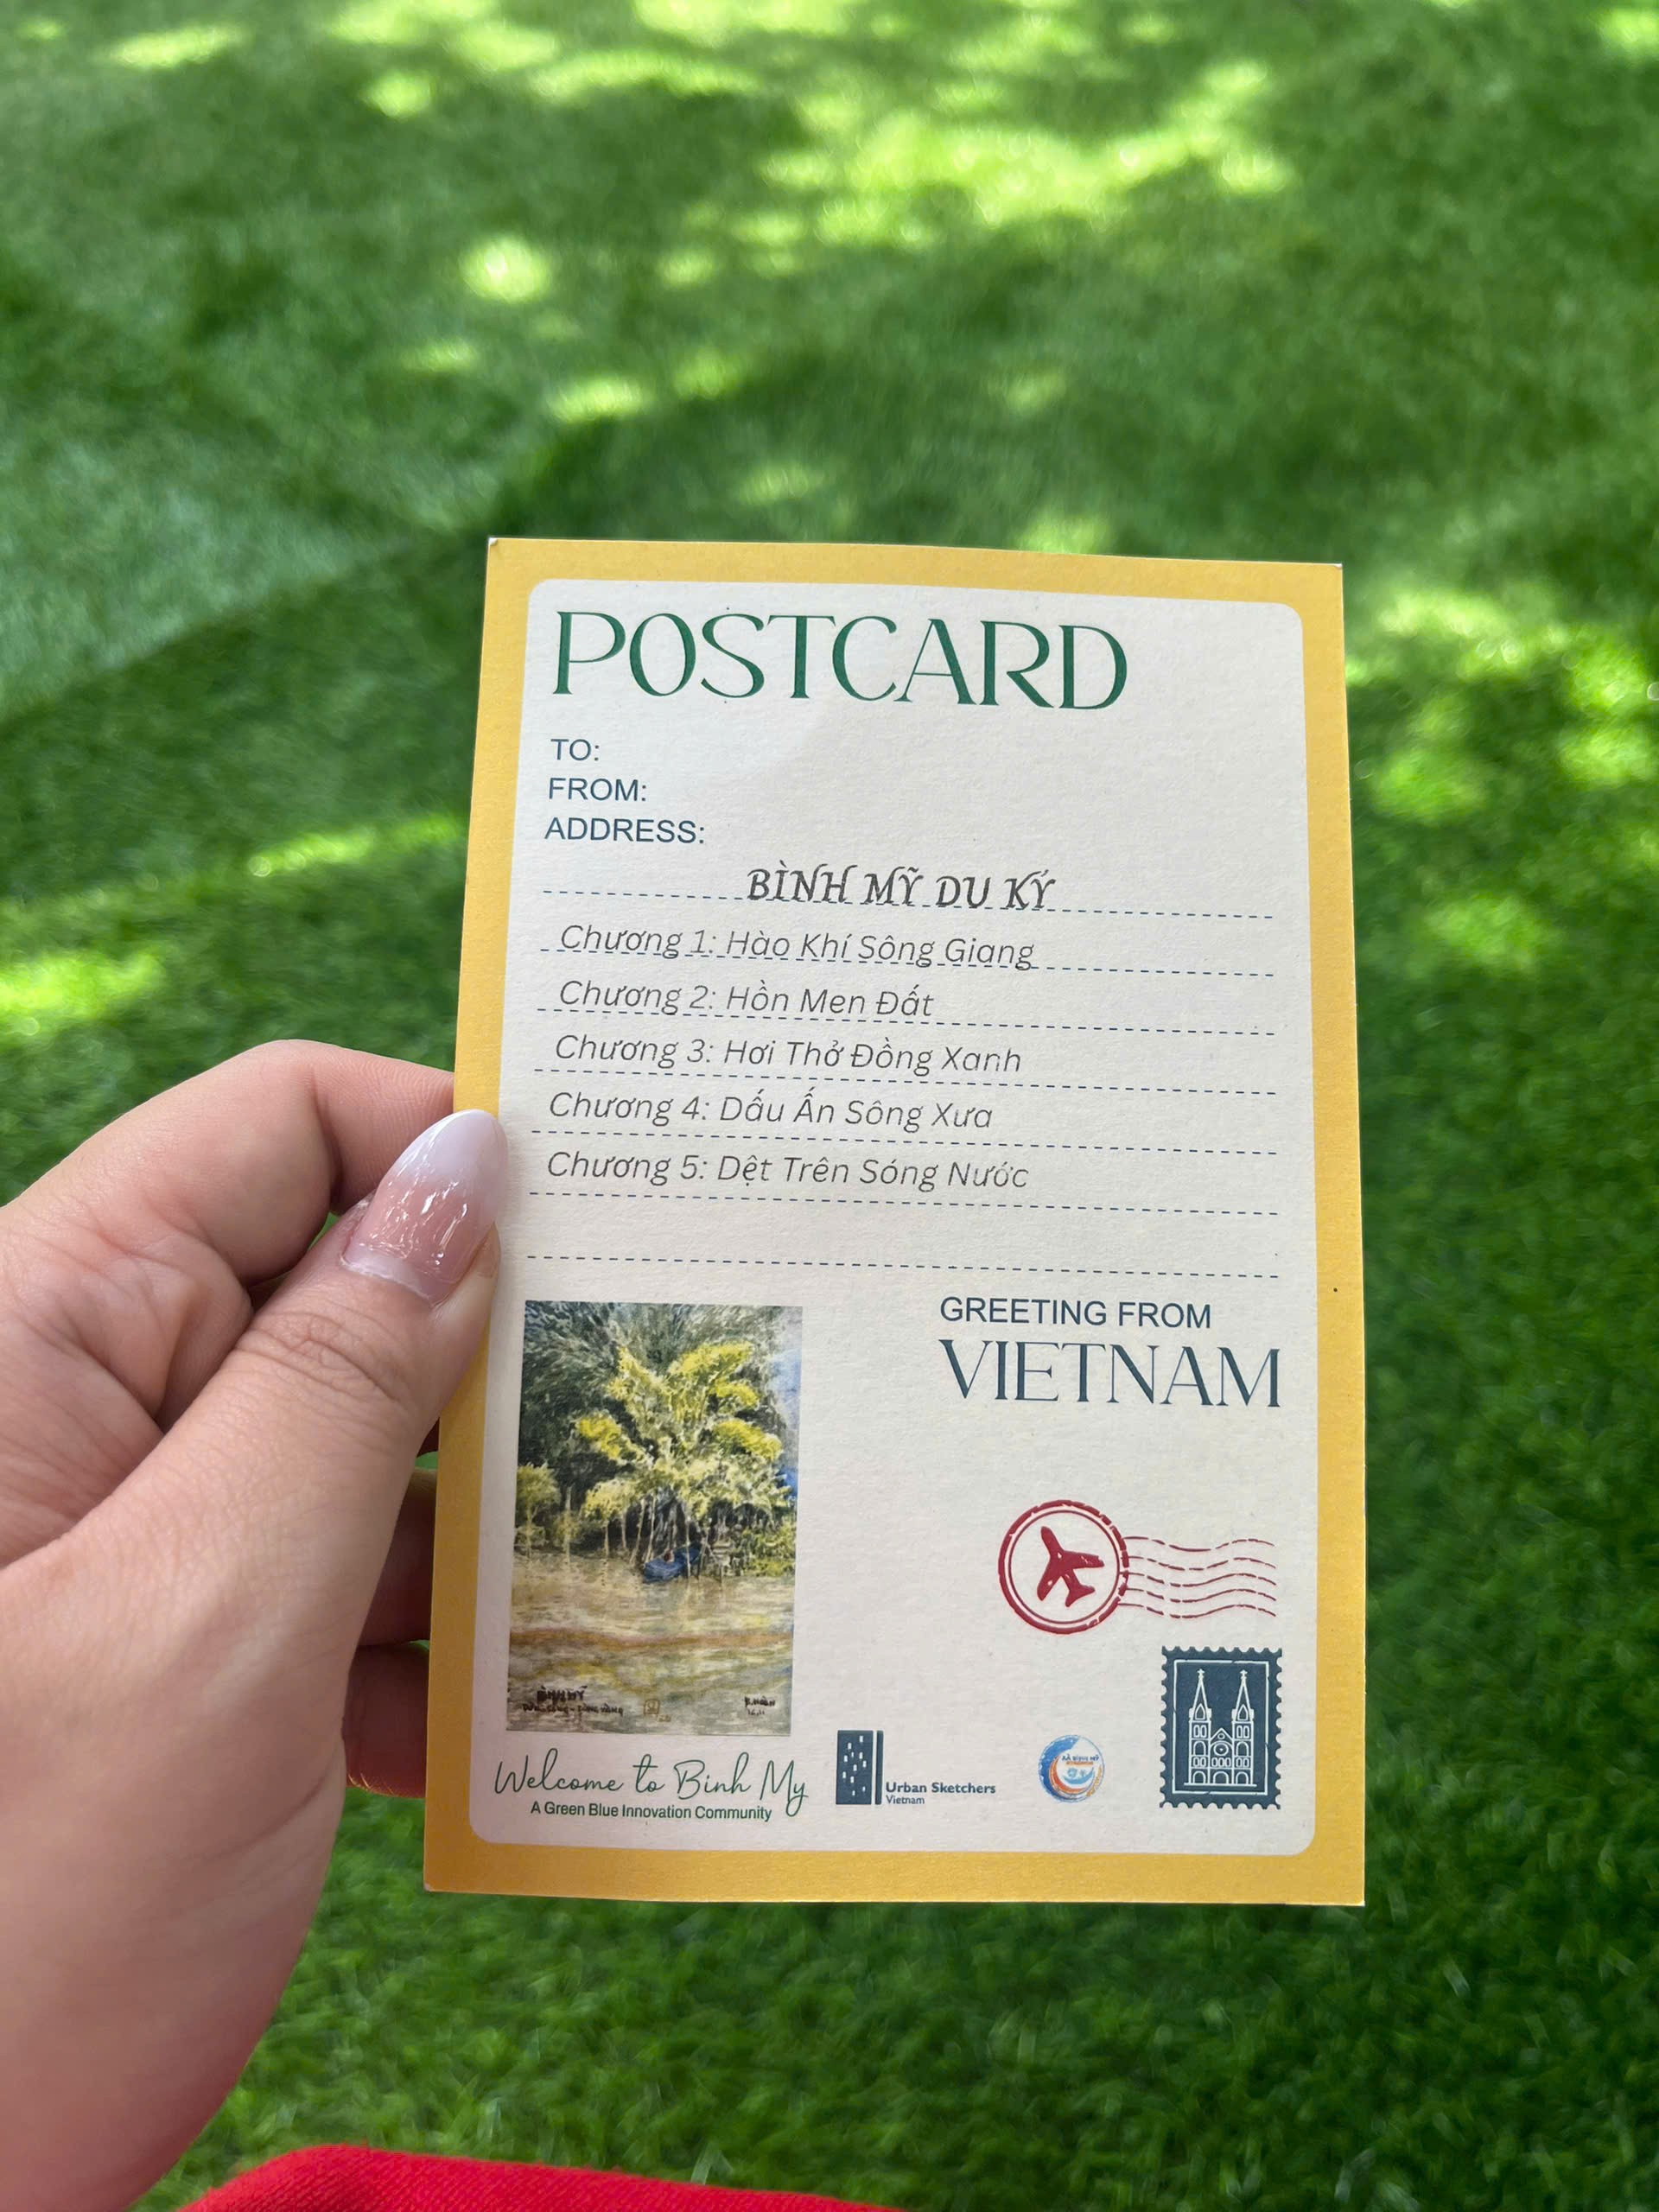 POSTCARD
TO:
FROM:
ADDRESS:
BÌNH MỸ DU KÝ
Chương 1: Hào Khí Sông Giang
Chương 2: Hồn Men Đất
Chương 3: Hơi Thở Đồng Xanh
Chương 4: Dấu Ấn Sông Xưa
Chương 5: Dệt Trên Sóng Nước
GREETING FROM
VIETNAM
BÌNH MỸ
Welcome to Binh My
A Green Blue Innovation Community
Urban Sketchers
Vietnam